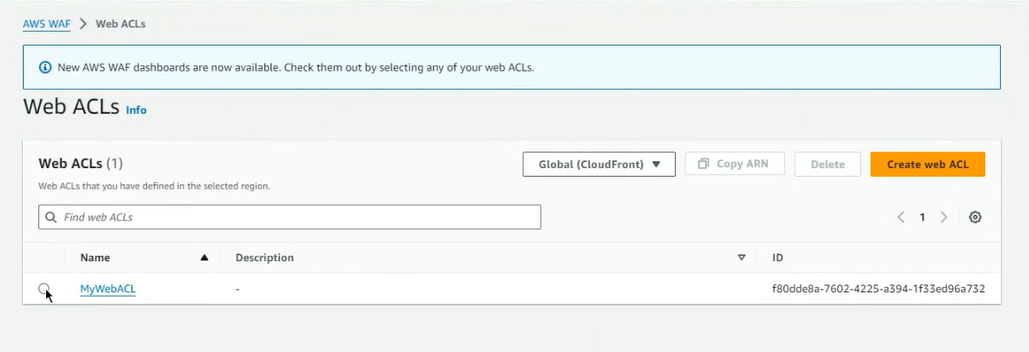 AWS WAF > Web ACLs
New AWS WAF dashboards are now available. Check them out by selecting any of your web ACLs.
Web ACLs Info
Web ACLs (1)
Global (CloudFront) Copy ARN Delete Create web ACL
Web ACLs that you have defined in the selected region.
Find web ACLs
1
Name Description ID
MyWebACL - f80dde8a-7602-4225-a394-1f33ed96a732